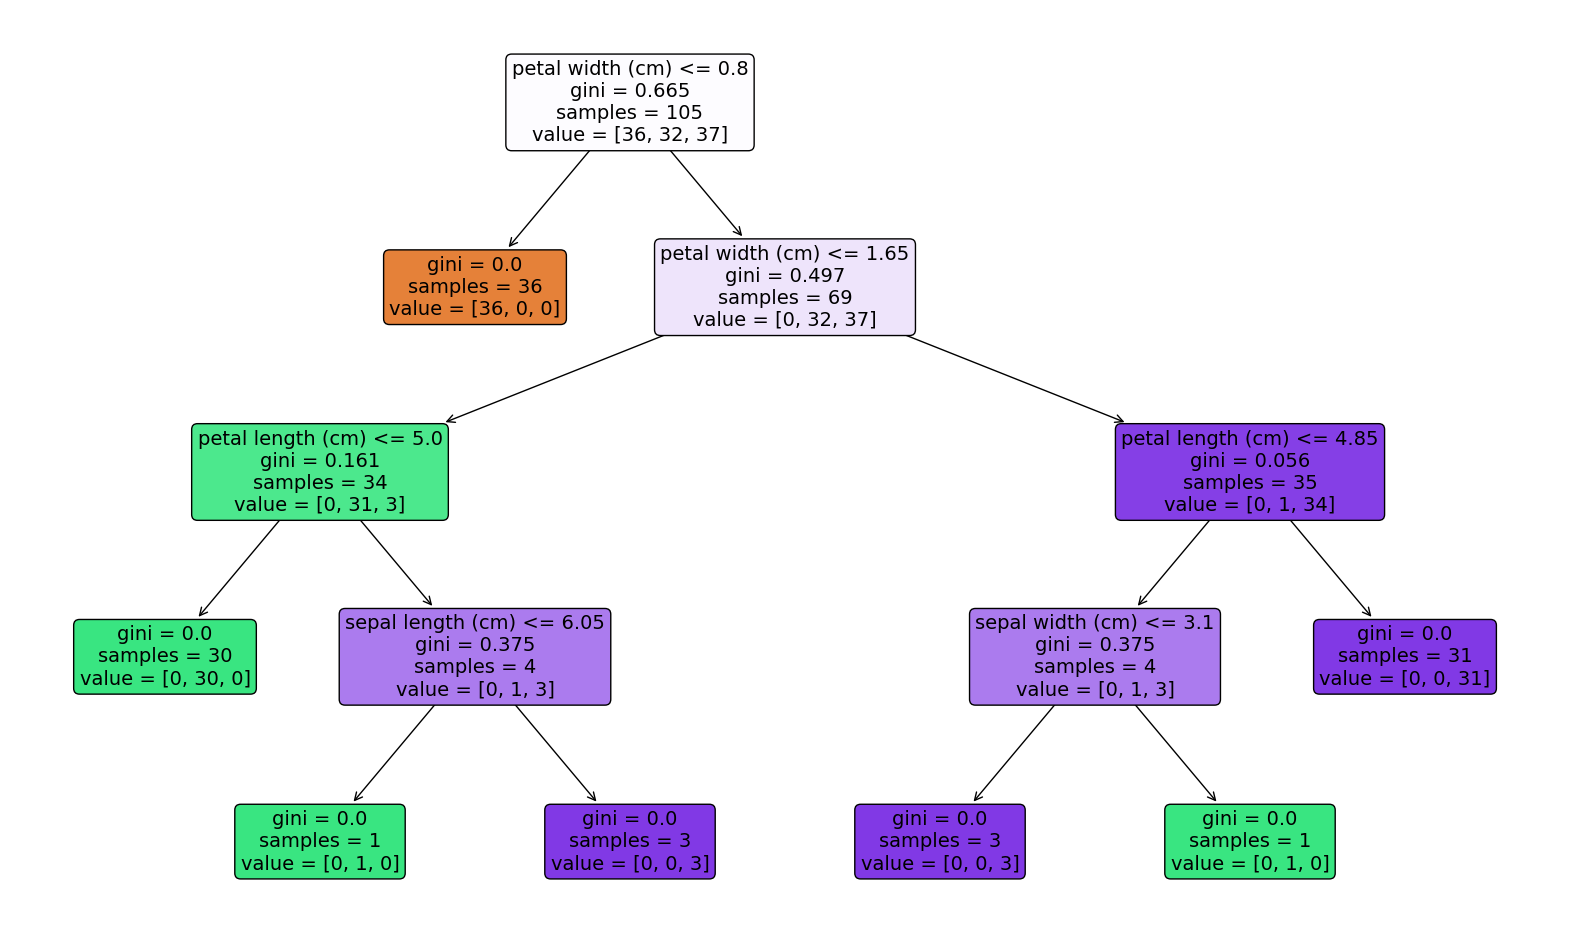 petal width (cm) <= 0.8
gini = 0.665
samples = 105
value = [36, 32, 37]
gini = 0.0
samples = 36
value = [36, 0, 0]
petal width (cm) <= 1.65
gini = 0.497
samples = 69
value = [0, 32, 37]
petal length (cm) <= 5.0
gini = 0.161
samples = 34
value = [0, 31, 3]
petal length (cm) <= 4.85
gini = 0.056
samples = 35
value = [0, 1, 34]
gini = 0.0
samples = 30
value = [0, 30, 0]
sepal length (cm) <= 6.05
gini = 0.375
samples = 4
value = [0, 1, 3]
sepal width (cm) <= 3.1
gini = 0.375
samples = 4
value = [0, 1, 3]
gini = 0.0
samples = 31
value = [0, 0, 31]
gini = 0.0
samples = 1
value = [0, 1, 0]
gini = 0.0
samples = 3
value = [0, 0, 3]
gini = 0.0
samples = 3
value = [0, 0, 3]
gini = 0.0
samples = 1
value = [0, 1, 0]